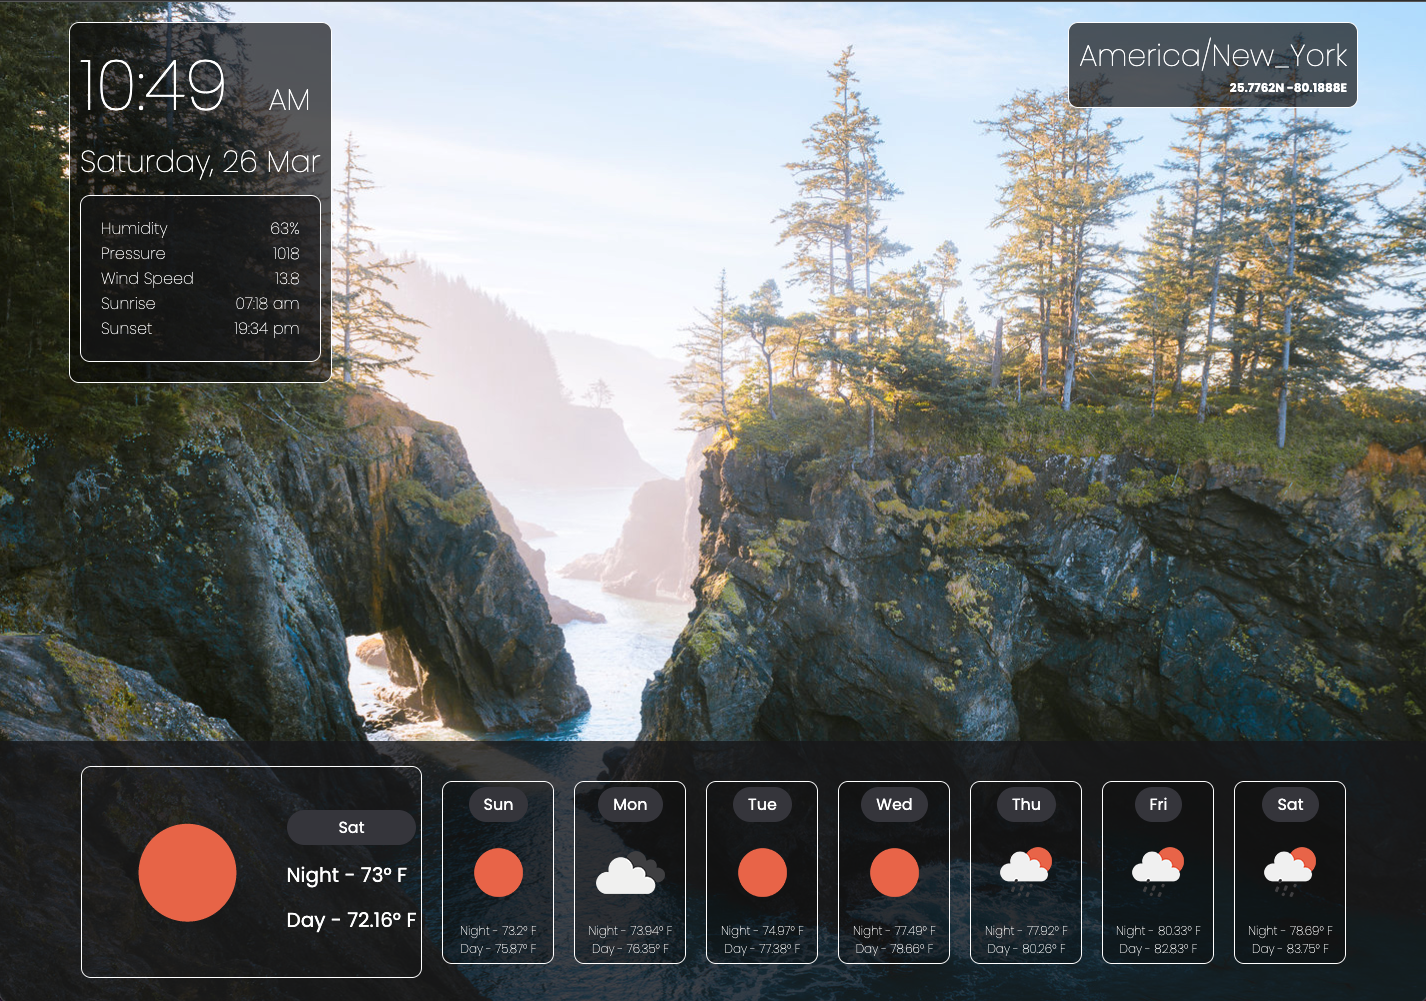 10:49 AM
Saturday, 26 Mar
Humidity 63%
Pressure 1018
Wind Speed 13.8
Sunrise 07:18 am
Sunset 19:34 pm
America/New_York
25.7762N -80.1888E
Sat
Night - 73° F
Day - 72.16° F
Sun
Night - 73.2° F
Day - 75.87° F
Mon
Night - 73.94° F
Day - 76.35° F
Tue
Night - 74.97° F
Day - 77.38° F
Wed
Night - 77.49° F
Day - 78.66° F
Thu
Night - 77.92° F
Day - 80.26° F
Fri
Night - 80.33° F
Day - 82.83° F
Sat
Night - 78.69° F
Day - 83.75° F